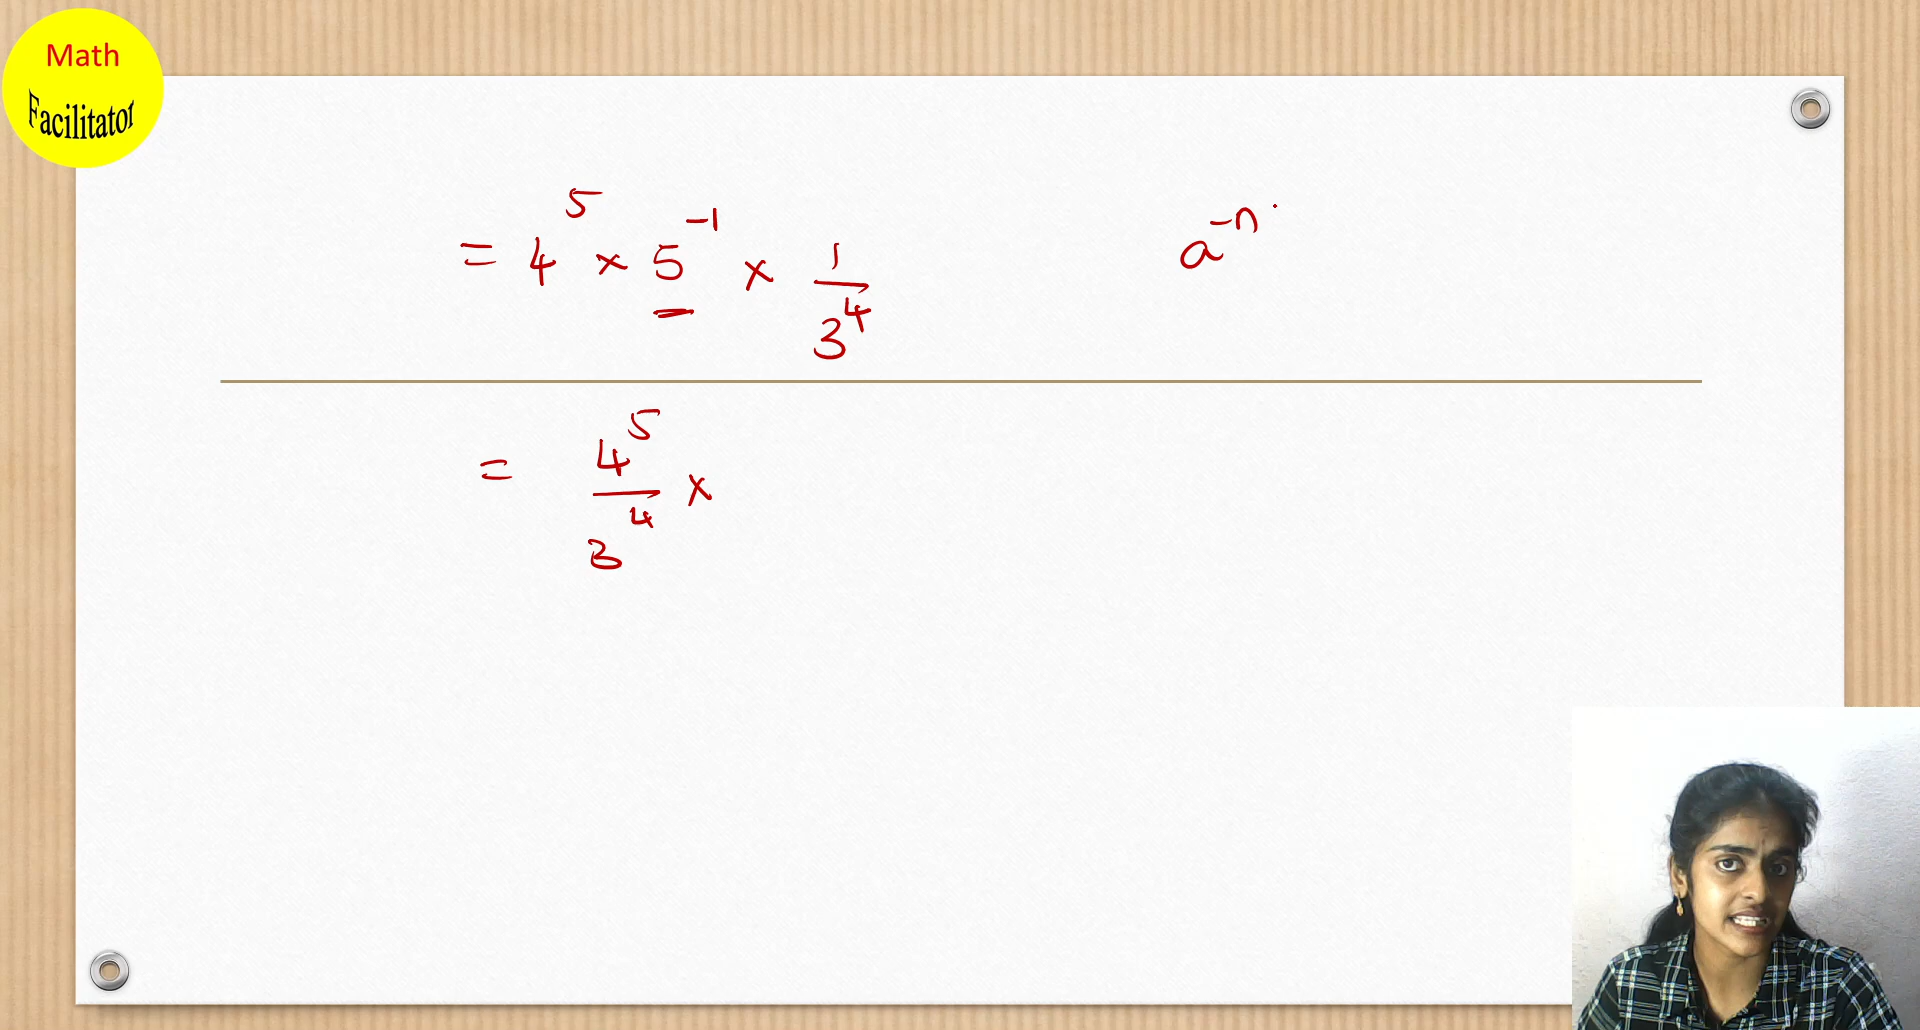 Math
Facilitator
= 4^5 × 5^-1 × 1/3^4
a^-n
= 4^5/3^4 ×